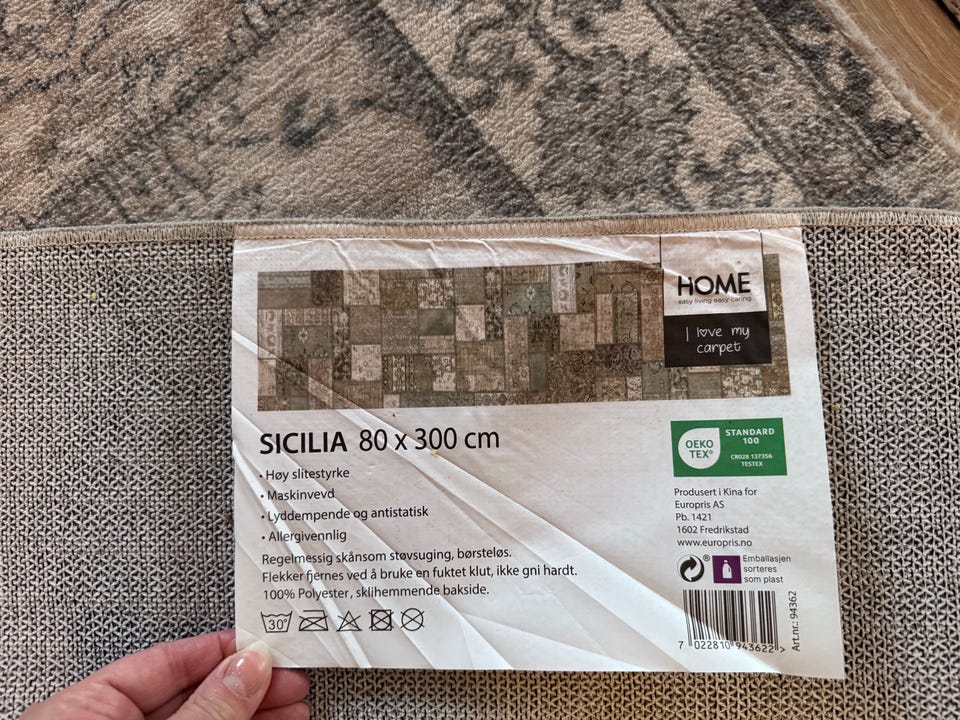 HOME
easy living easy caring
I love my
carpet
SICILIA 80 x 300 cm
• Høy slitestyrke
• Maskinvevd
• Lyddempende og antistatisk
• Allergivennlig
Regelmessig skånsom støvsuging, børsteløs.
Flekker fjernes ved å bruke en fuktet klut, ikke gni hardt.
100% Polyester, sklihemmende bakside.
30°
OEKO
TEX®
STANDARD
100
CR028 137356
TESTEX
Produsert i Kina for
Europris AS
Pb. 1421
1602 Fredrikstad
www.europris.no
®
Emballasjen
sorteres
som plast
7 022810 943622 >
Art.nr.: 94362